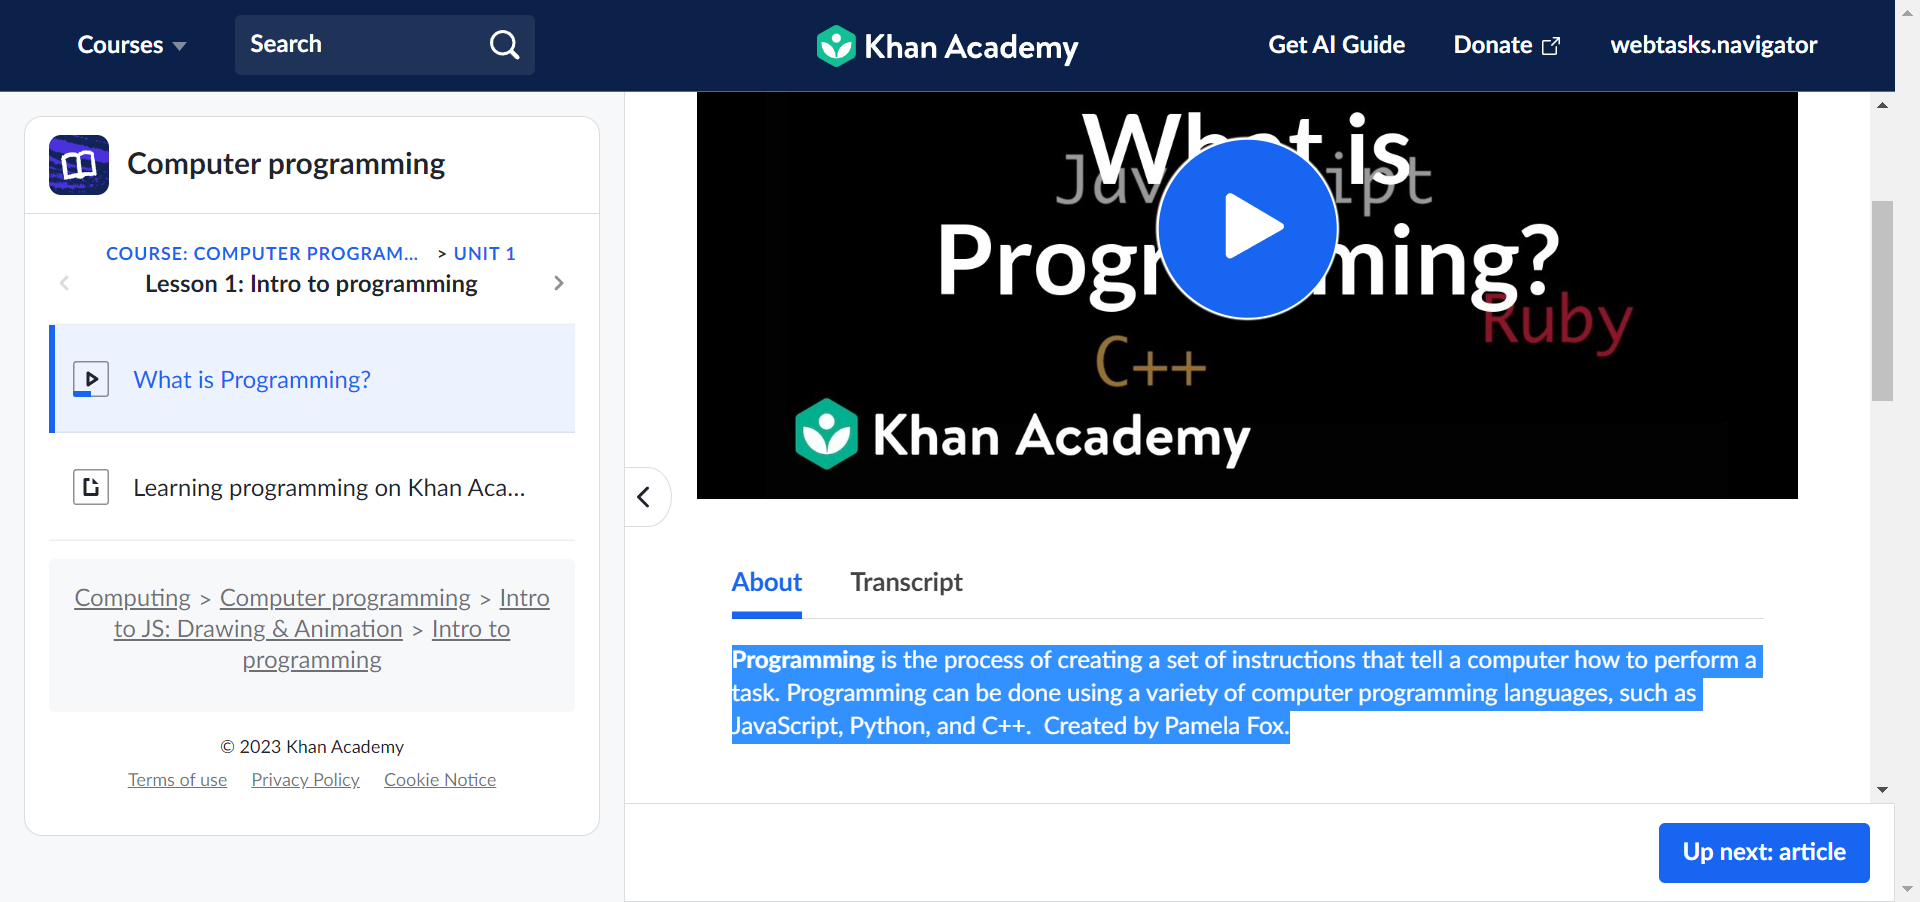 Courses
Search
Khan Academy
Get AI Guide
Donate
webtasks.navigator
Computer programming
COURSE: COMPUTER PROGRAM... > UNIT 1
Lesson 1: Intro to programming
What is Programming?
Learning programming on Khan Aca...
Computing > Computer programming > Intro
to JS: Drawing & Animation > Intro to
programming
© 2023 Khan Academy
Terms of use Privacy Policy Cookie Notice
is
Ruby
C++
Khan Academy
About Transcript
Programming is the process of creating a set of instructions that tell a computer how to perform a
task. Programming can be done using a variety of computer programming languages, such as
JavaScript, Python, and C++. Created by Pamela Fox.
Up next: article